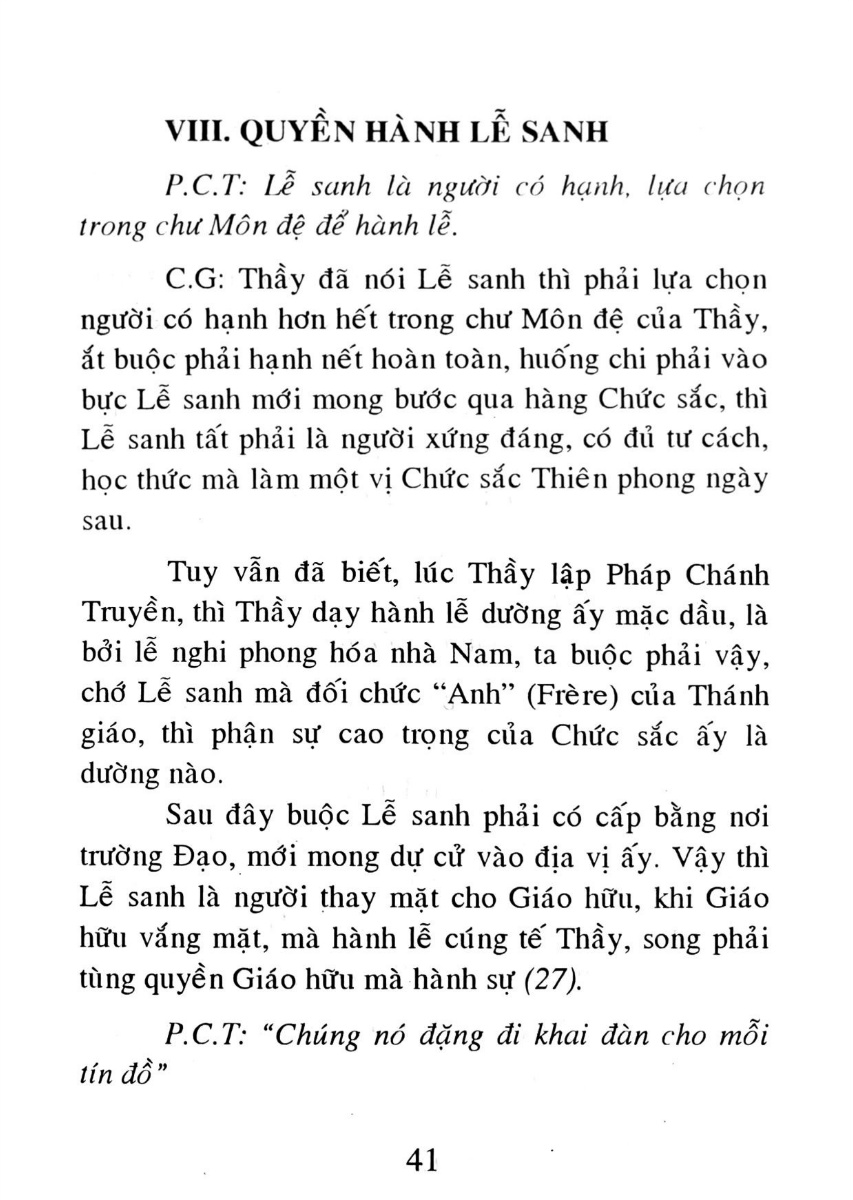 VIII. QUYỀN HÀNH LỄ SANH
P.C.T: Lễ sanh là người có hạnh, lựa chọn
trong chư Môn đệ để hành lễ.
C.G: Thầy đã nói Lễ sanh thì phải lựa chọn
người có hạnh hơn hết trong chư Môn đệ của Thầy,
ắt buộc phải hạnh nết hoàn toàn, huống chi phải vào
bực Lễ sanh mới mong bước qua hàng Chức sắc, thì
Lễ sanh tất phải là người xứng đáng, có đủ tư cách,
học thức mà làm một vị Chức sắc Thiên phong ngày
sau.
Tuy vẫn đã biết, lúc Thầy lập Pháp Chánh
Truyền, thì Thầy dạy hành lễ dường ấy mặc dầu, là
bởi lễ nghi phong hóa nhà Nam, ta buộc phải vậy,
chớ Lễ sanh mà đối chức “Anh” (Frère) của Thánh
giáo, thì phận sự cao trọng của Chức sắc ấy là
dường nào.
Sau đây buộc Lễ sanh phải có cấp bằng nơi
trường Đạo, mới mong dự cử vào địa vị ấy. Vậy thì
Lễ sanh là người thay mặt cho Giáo hữu, khi Giáo
hữu vắng mặt, mà hành lễ cúng tế Thầy, song phải
tùng quyền Giáo hữu mà hành sự (27).
P.C.T: “Chúng nó đặng đi khai đàn cho mỗi
tín đồ”
41